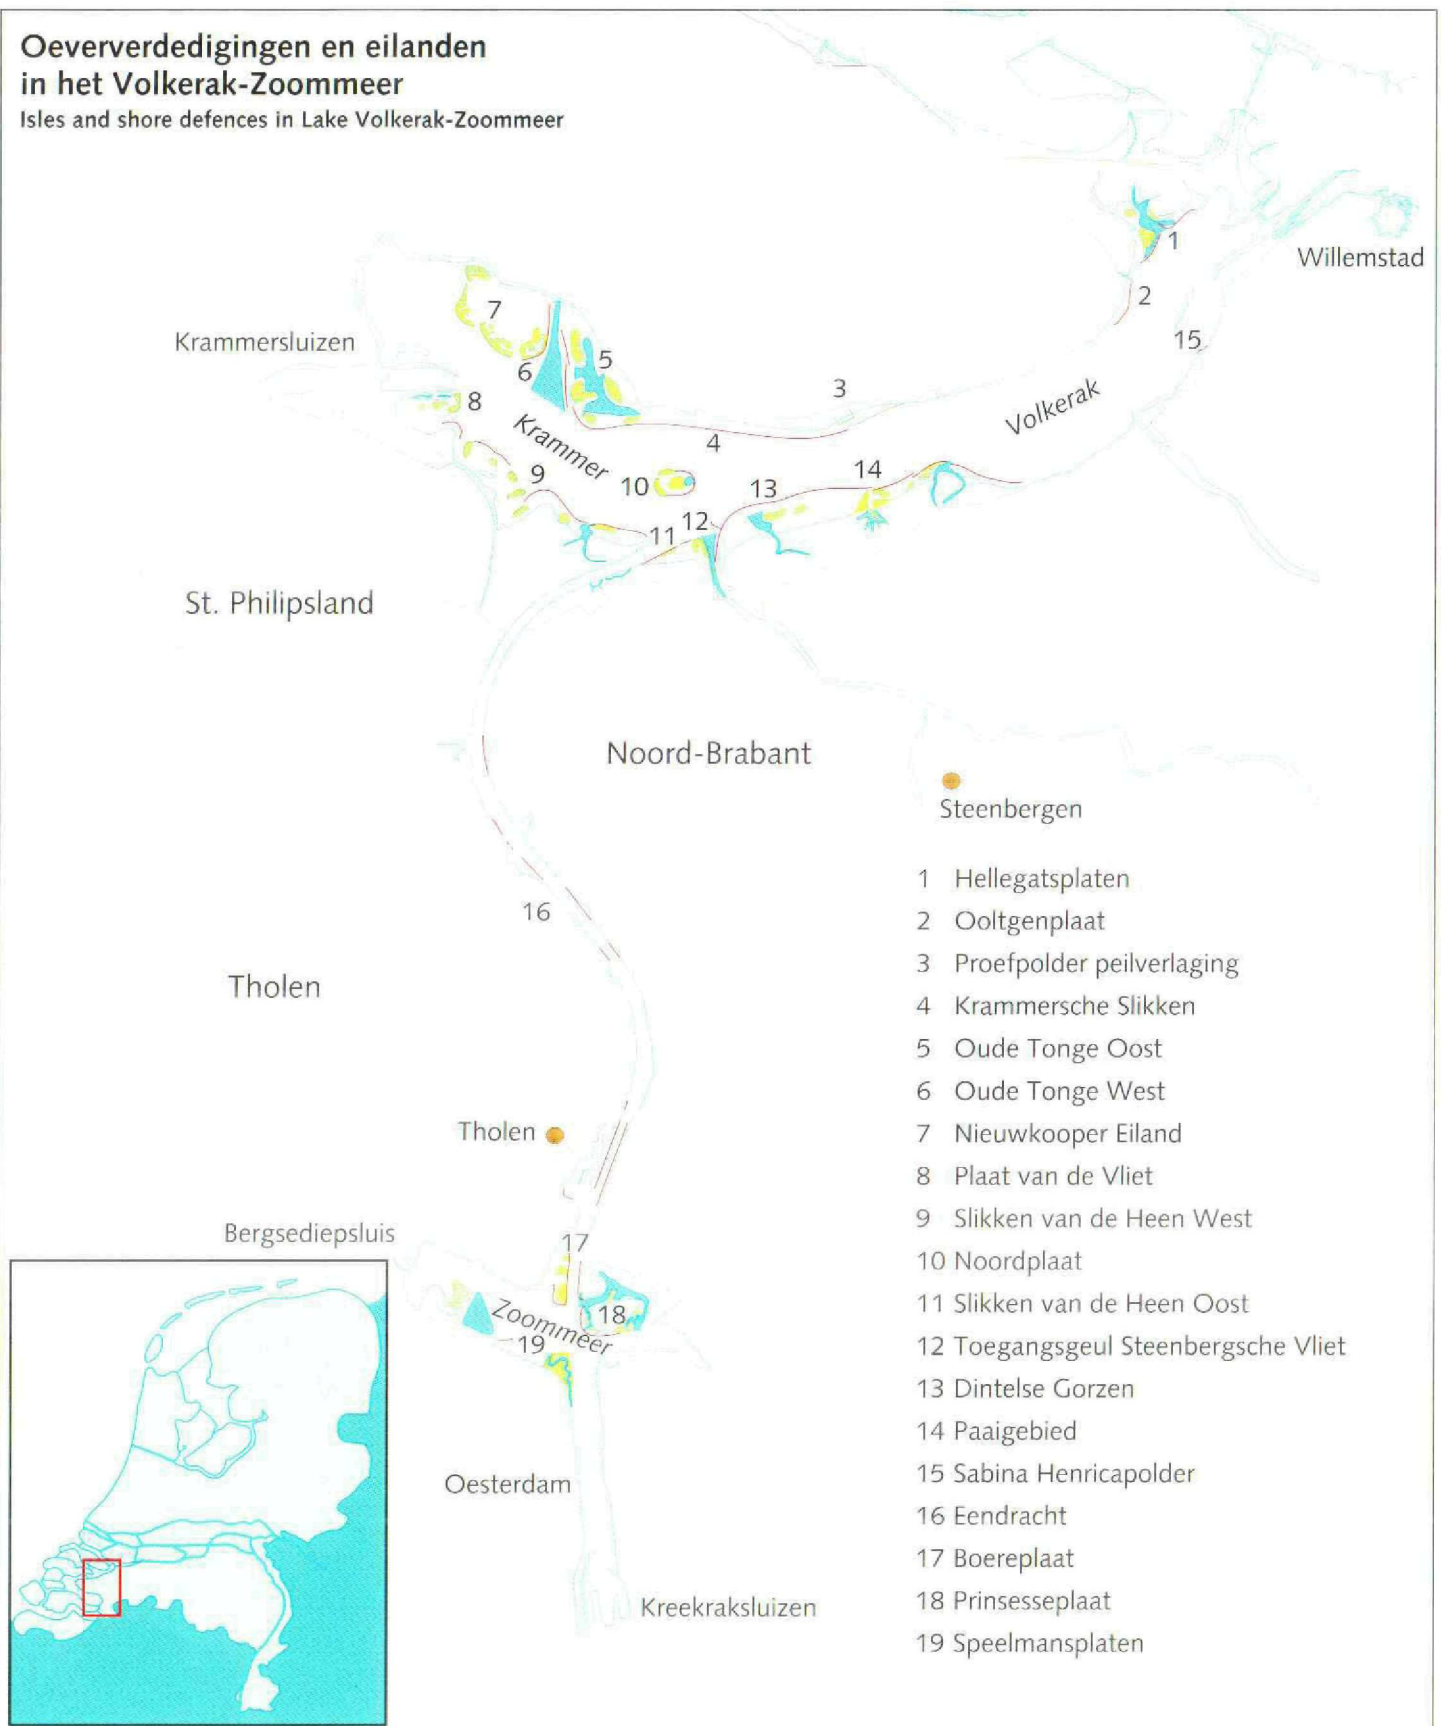 Oeververdedigingen en eilanden
in het Volkerak-Zoommeer
Isles and shore defences in Lake Volkerak-Zoommeer
1
Willemstad
2
7
Krammersluizen
15
5
6
3
8
Volkerak
4
Krammer
14
9
10
13
12
11
St. Philipsland
Noord-Brabant
Steenbergen
16
Tholen
Tholen
Bergsediepsluis
17
Zoommeer
18
19
Oesterdam
Kreekraksluizen
1 Hellegatsplaten
2 Ooltgenplaat
3 Proefpolder peilverlaging
4 Krammersche Slikken
5 Oude Tonge Oost
6 Oude Tonge West
7 Nieuwkooper Eiland
8 Plaat van de Vliet
9 Slikken van de Heen West
10 Noordplaat
11 Slikken van de Heen Oost
12 Toegangsgeul Steenbergsche Vliet
13 Dintelse Gorzen
14 Paaigebied
15 Sabina Henricapolder
16 Eendracht
17 Boereplaat
18 Prinsesseplaat
19 Speelmansplaten